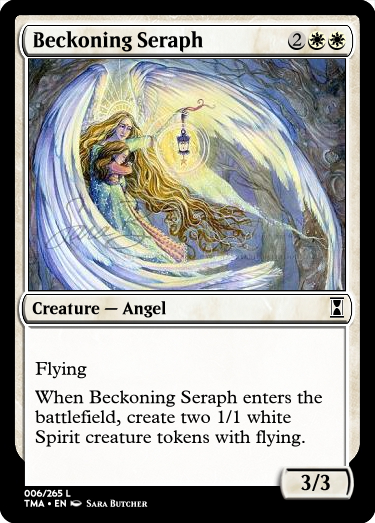 Beckoning Seraph 2
Creature — Angel
Flying
When Beckoning Seraph enters the
battlefield, create two 1/1 white
Spirit creature tokens with flying.
3/3
006/265 L
TMA • EN Sara Butcher